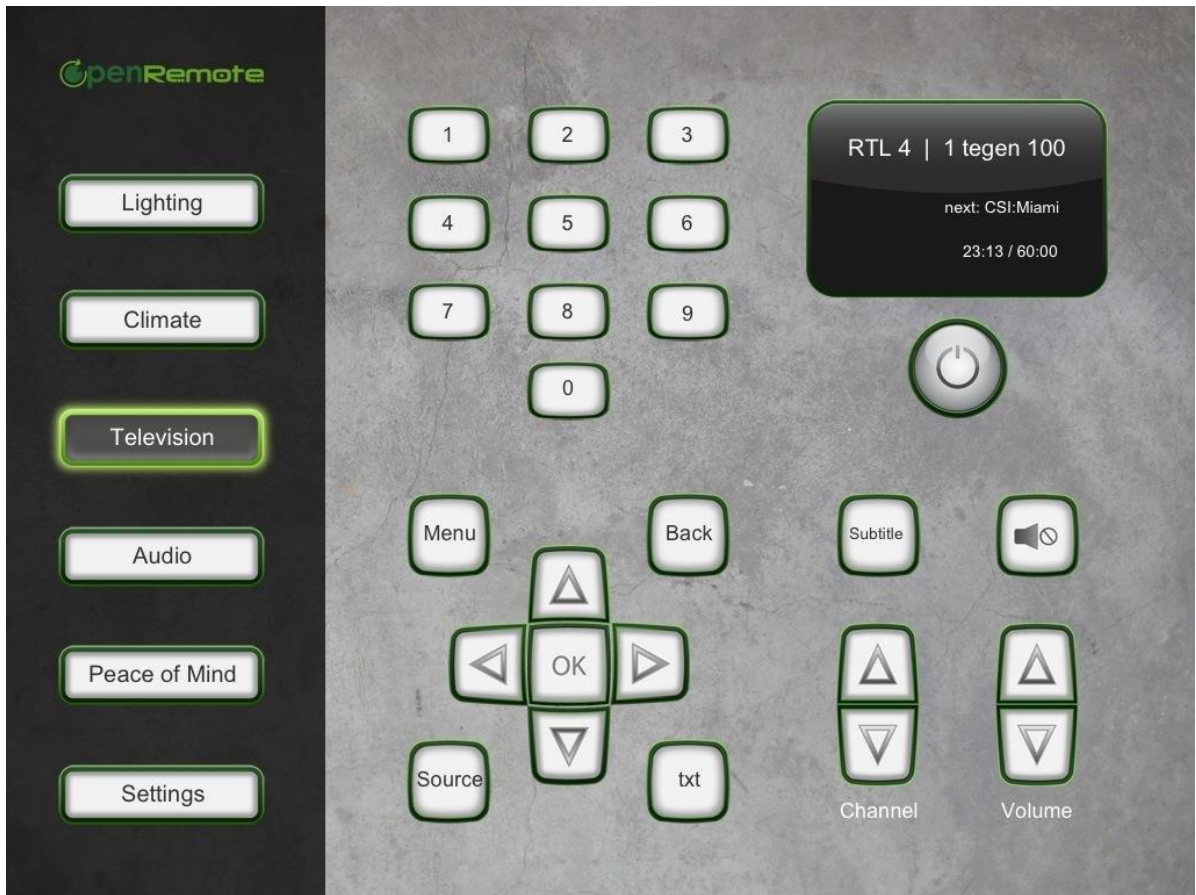 OpenRemote
Lighting
Climate
Television
Audio
Peace of Mind
Settings
1 2 3
4 5 6
7 8 9
0
RTL 4 | 1 tegen 100
next: CSI:Miami
23:13 / 60:00
Menu
Back
OK
Source
txt
Subtitle
Channel
Volume